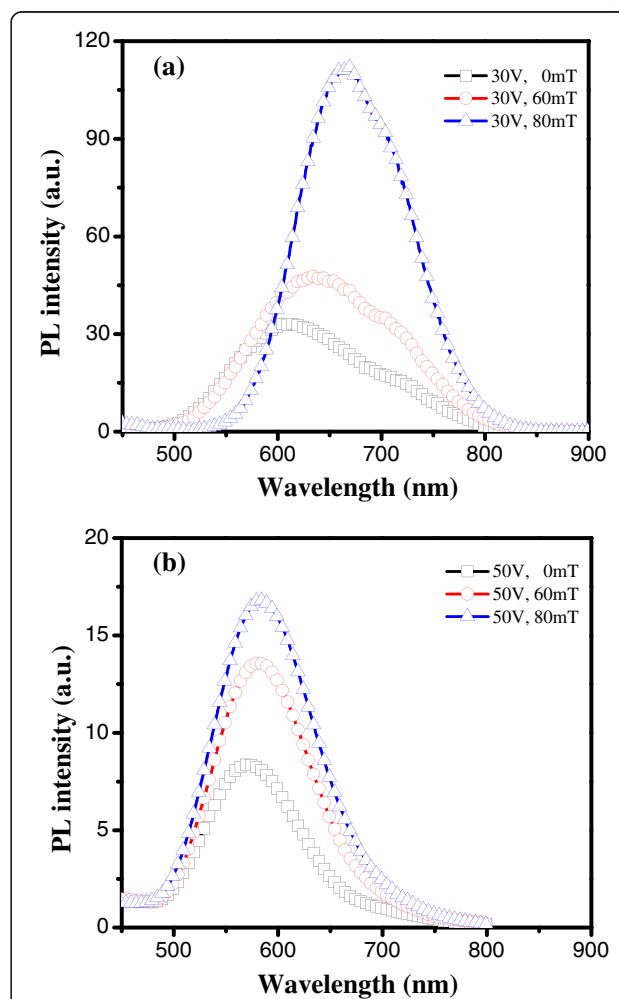 (a)
30V, 0mT
30V, 60mT
30V, 80mT
120
90
60
30
0
PL intensity (a.u.)
500 600 700 800 900
Wavelength (nm)
(b)
50V, 0mT
50V, 60mT
50V, 80mT
20
15
10
5
0
PL intensity (a.u.)
500 600 700 800 900
Wavelength (nm)